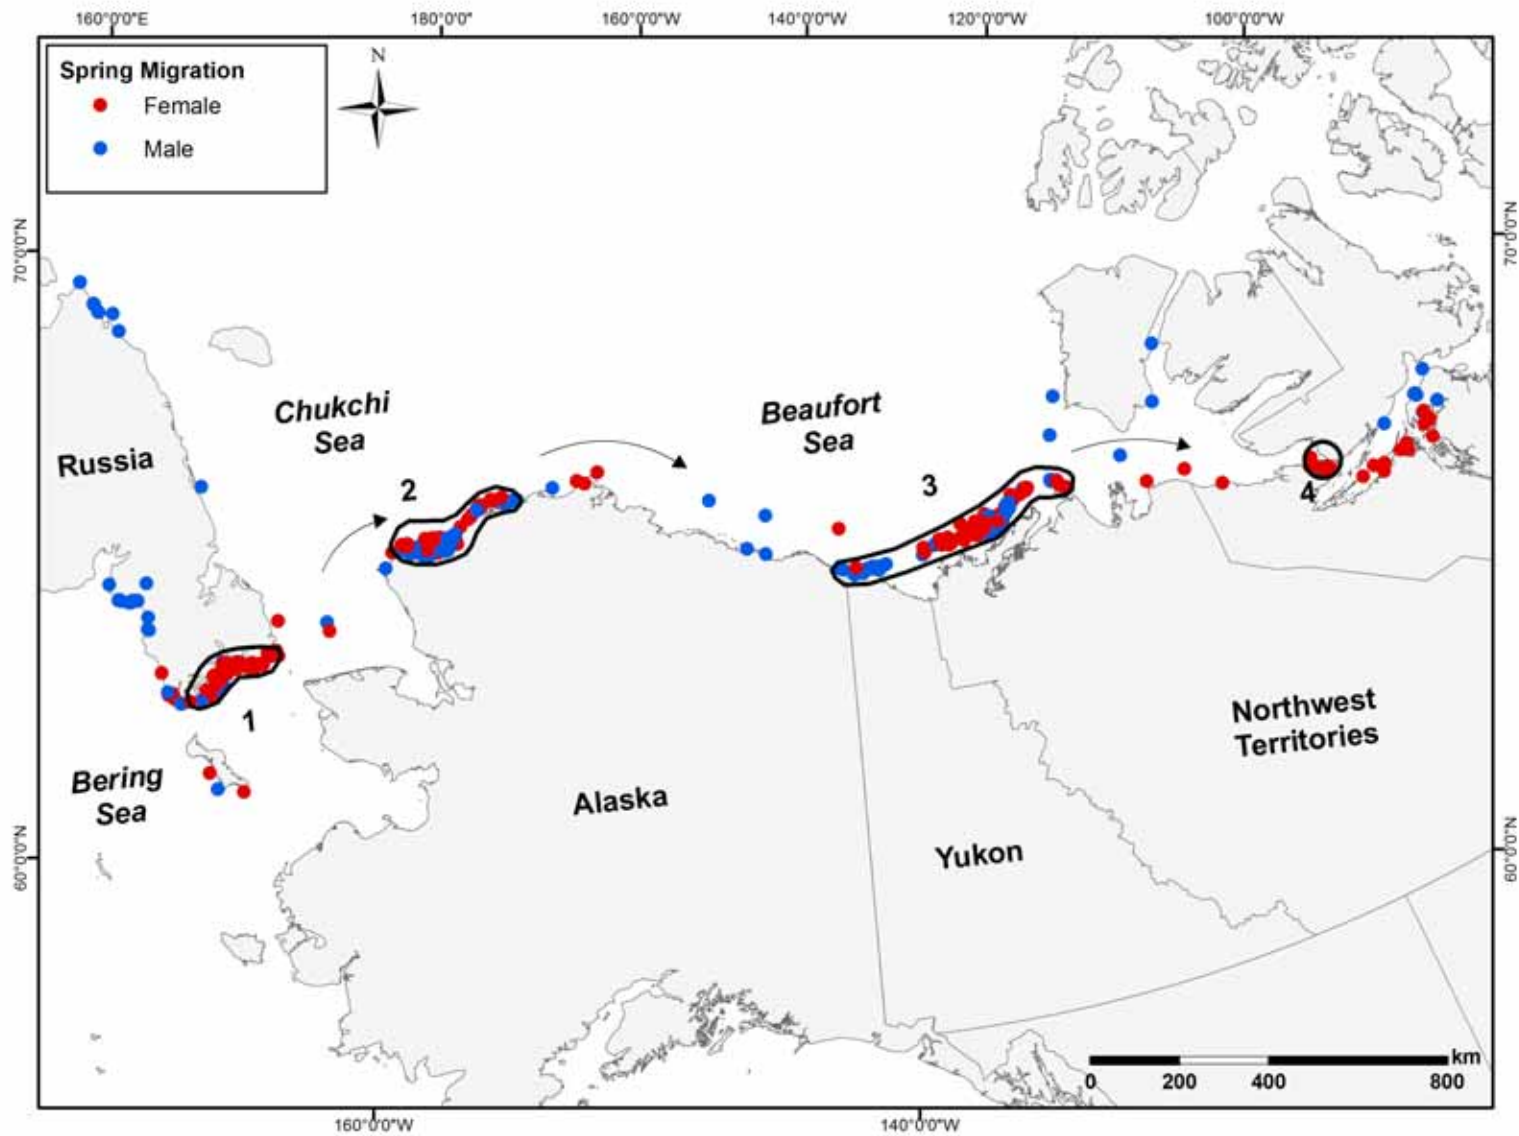 160°0'0"E 180°0'0" 160°0'0"W 140°0'0"W 120°0'0"W 100°0'0"W
Spring Migration
Female
Male
N
70°0'0"N
70°0'0"N
Chukchi
Sea
Beaufort
Sea
Russia
2
3
4
1
Bering
Sea
Northwest
Territories
Alaska
Yukon
60°0'0"N
60°0'0"N
km
0 200 400 800
160°0'0"W 140°0'0"W